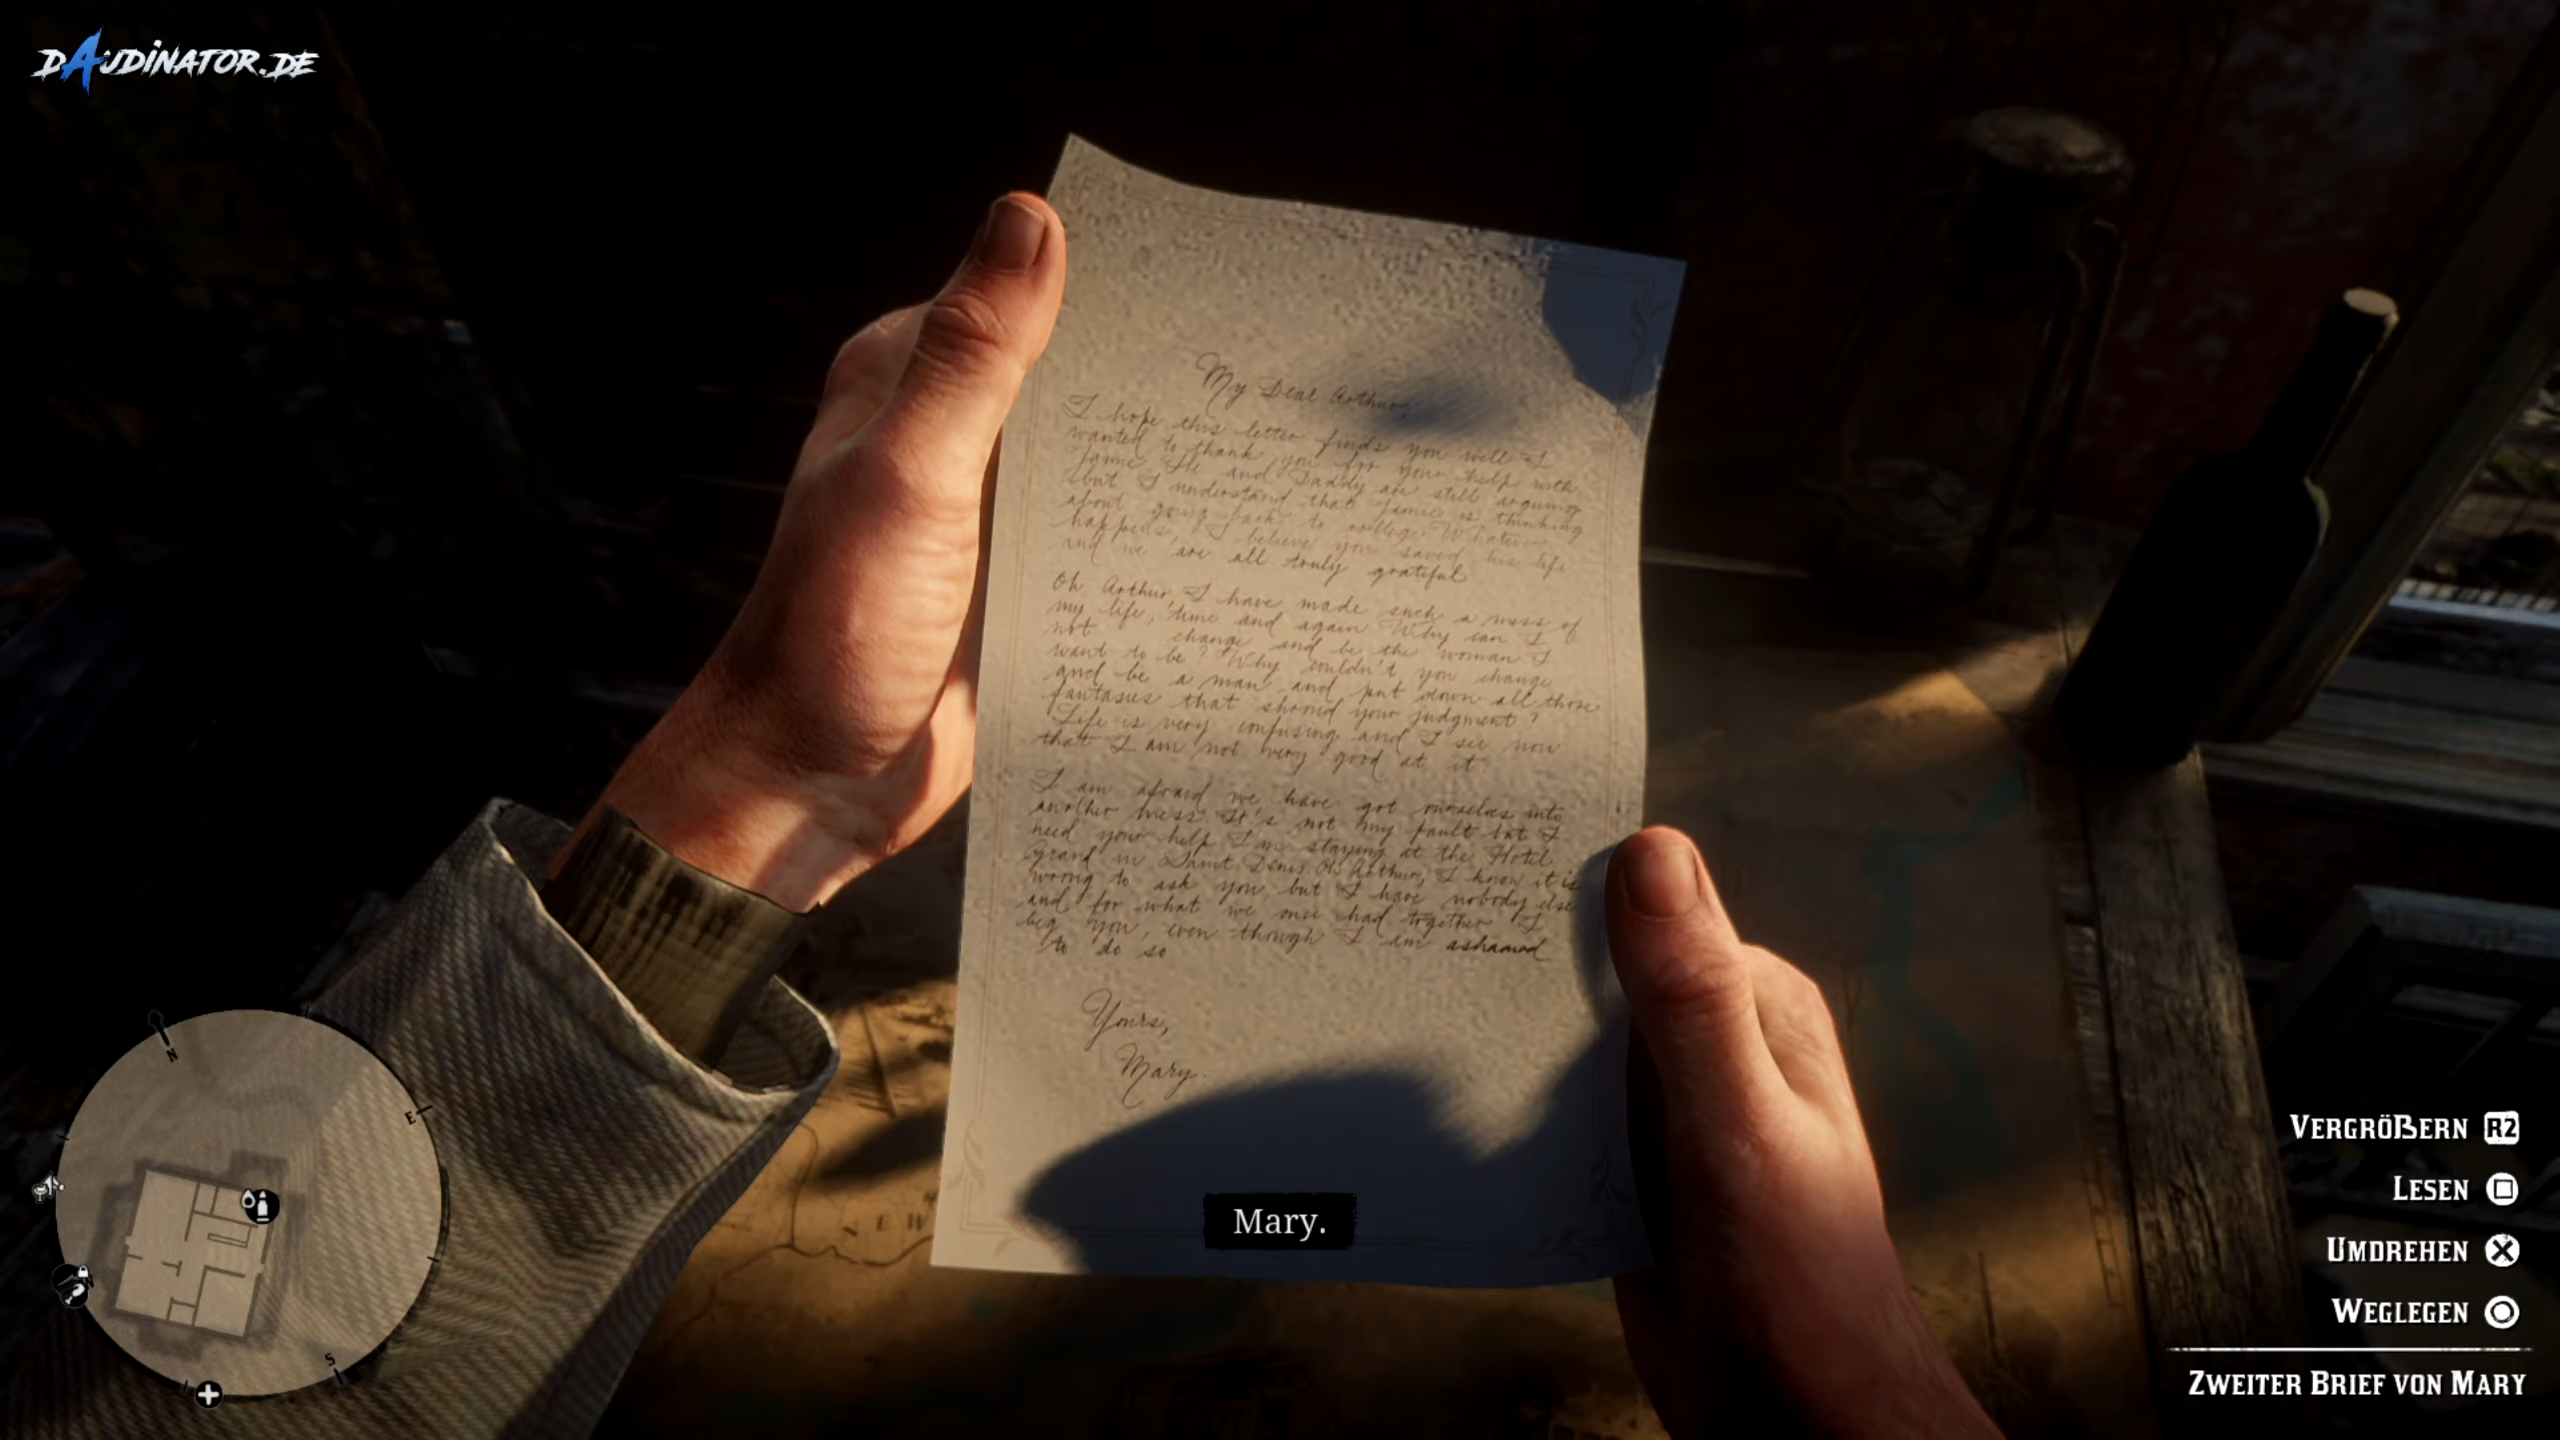 DAUDINATOR.DE
My Dear Arthur,
I hope this letter finds you well I
wanted to thank you for your help with
Jamie He and Daddy are still arguing
but I understand that Jamie is thinking
about going back to college. Whatever
happens, I believe you saved his life
and we are all truly grateful
Oh Arthur, I have made such a mess of
my life, time and again Why can I
not change and be the woman I
want to be? Why couldn't you change
and be a man and put down all those
fantasies that shroud your judgment?
Life is very confusing and I see now
that I am not very good at it
I am afraid we have got ourselves into
another mess. It's not my fault but I
need your help I'm staying at the Hotel
Grand in Saint Denis Oh Arthur, I know it is
wrong to ask you, but I have nobody else
and for what we once had together I
beg you, even though I am ashamed
to do so
Yours,
Mary.
Mary.
N
E
S
NEW
VERGRÖẞERN R2
LESEN
UMDREHEN
WEGLEGEN
ZWEITER BRIEF VON MARY